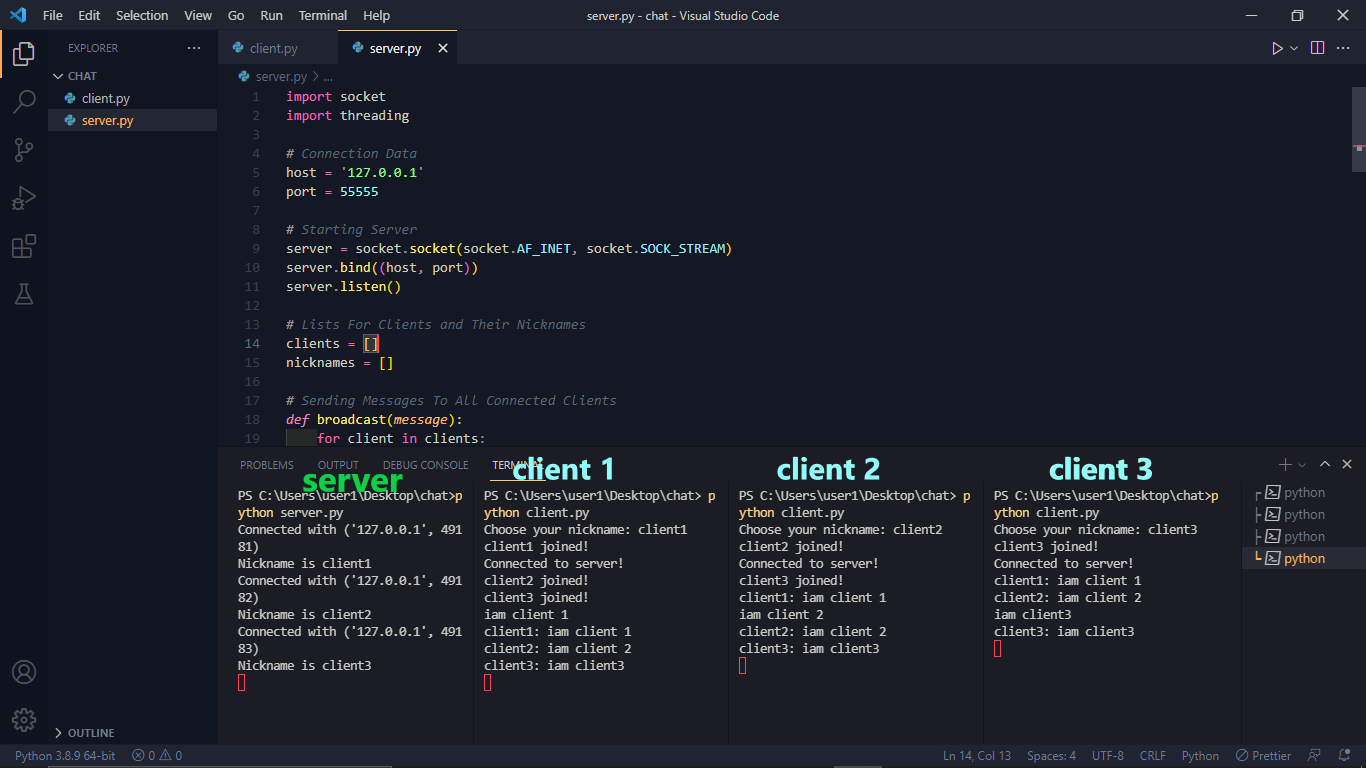 File Edit Selection View Go Run Terminal Help
server.py - chat - Visual Studio Code
EXPLORER
CHAT
client.py
server.py
OUTLINE
client.py
server.py
server.py > ...
1 import socket
2 import threading
3
4 # Connection Data
5 host = '127.0.0.1'
6 port = 55555
7
8 # Starting Server
9 server = socket.socket(socket.AF_INET, socket.SOCK_STREAM)
10 server.bind((host, port))
11 server.listen()
12
13 # Lists For Clients and Their Nicknames
14 clients = []
15 nicknames = []
16
17 # Sending Messages To All Connected Clients
18 def broadcast(message):
19 for client in clients:
PROBLEMS OUTPUT DEBUG CONSOLE TERMINAL
server
PS C:\Users\user1\Desktop\chat>p
ython server.py
Connected with ('127.0.0.1', 491
81)
Nickname is client1
Connected with ('127.0.0.1', 491
82)
Nickname is client2
Connected with ('127.0.0.1', 491
83)
Nickname is client3
client 1
PS C:\Users\user1\Desktop\chat> p
ython client.py
Choose your nickname: client1
client1 joined!
Connected to server!
client2 joined!
client3 joined!
iam client 1
client1: iam client 1
client2: iam client 2
client3: iam client3
client 2
PS C:\Users\user1\Desktop\chat> p
ython client.py
Choose your nickname: client2
client2 joined!
Connected to server!
client3 joined!
client1: iam client 1
iam client 2
client2: iam client 2
client3: iam client3
client 3
PS C:\Users\user1\Desktop\chat>p
ython client.py
Choose your nickname: client3
client3 joined!
Connected to server!
client1: iam client 1
client2: iam client 2
iam client3
client3: iam client3
python
python
python
python
Python 3.8.9 64-bit 0 0
Ln 14, Col 13 Spaces: 4 UTF-8 CRLF Python Prettier